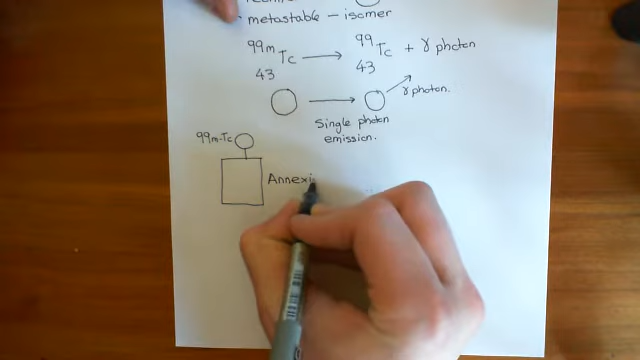 metastable – isomer
99m Tc → 99 Tc + γ photon
43 43
γ photon.
Single photon
emission.
99m-Tc
Annexi